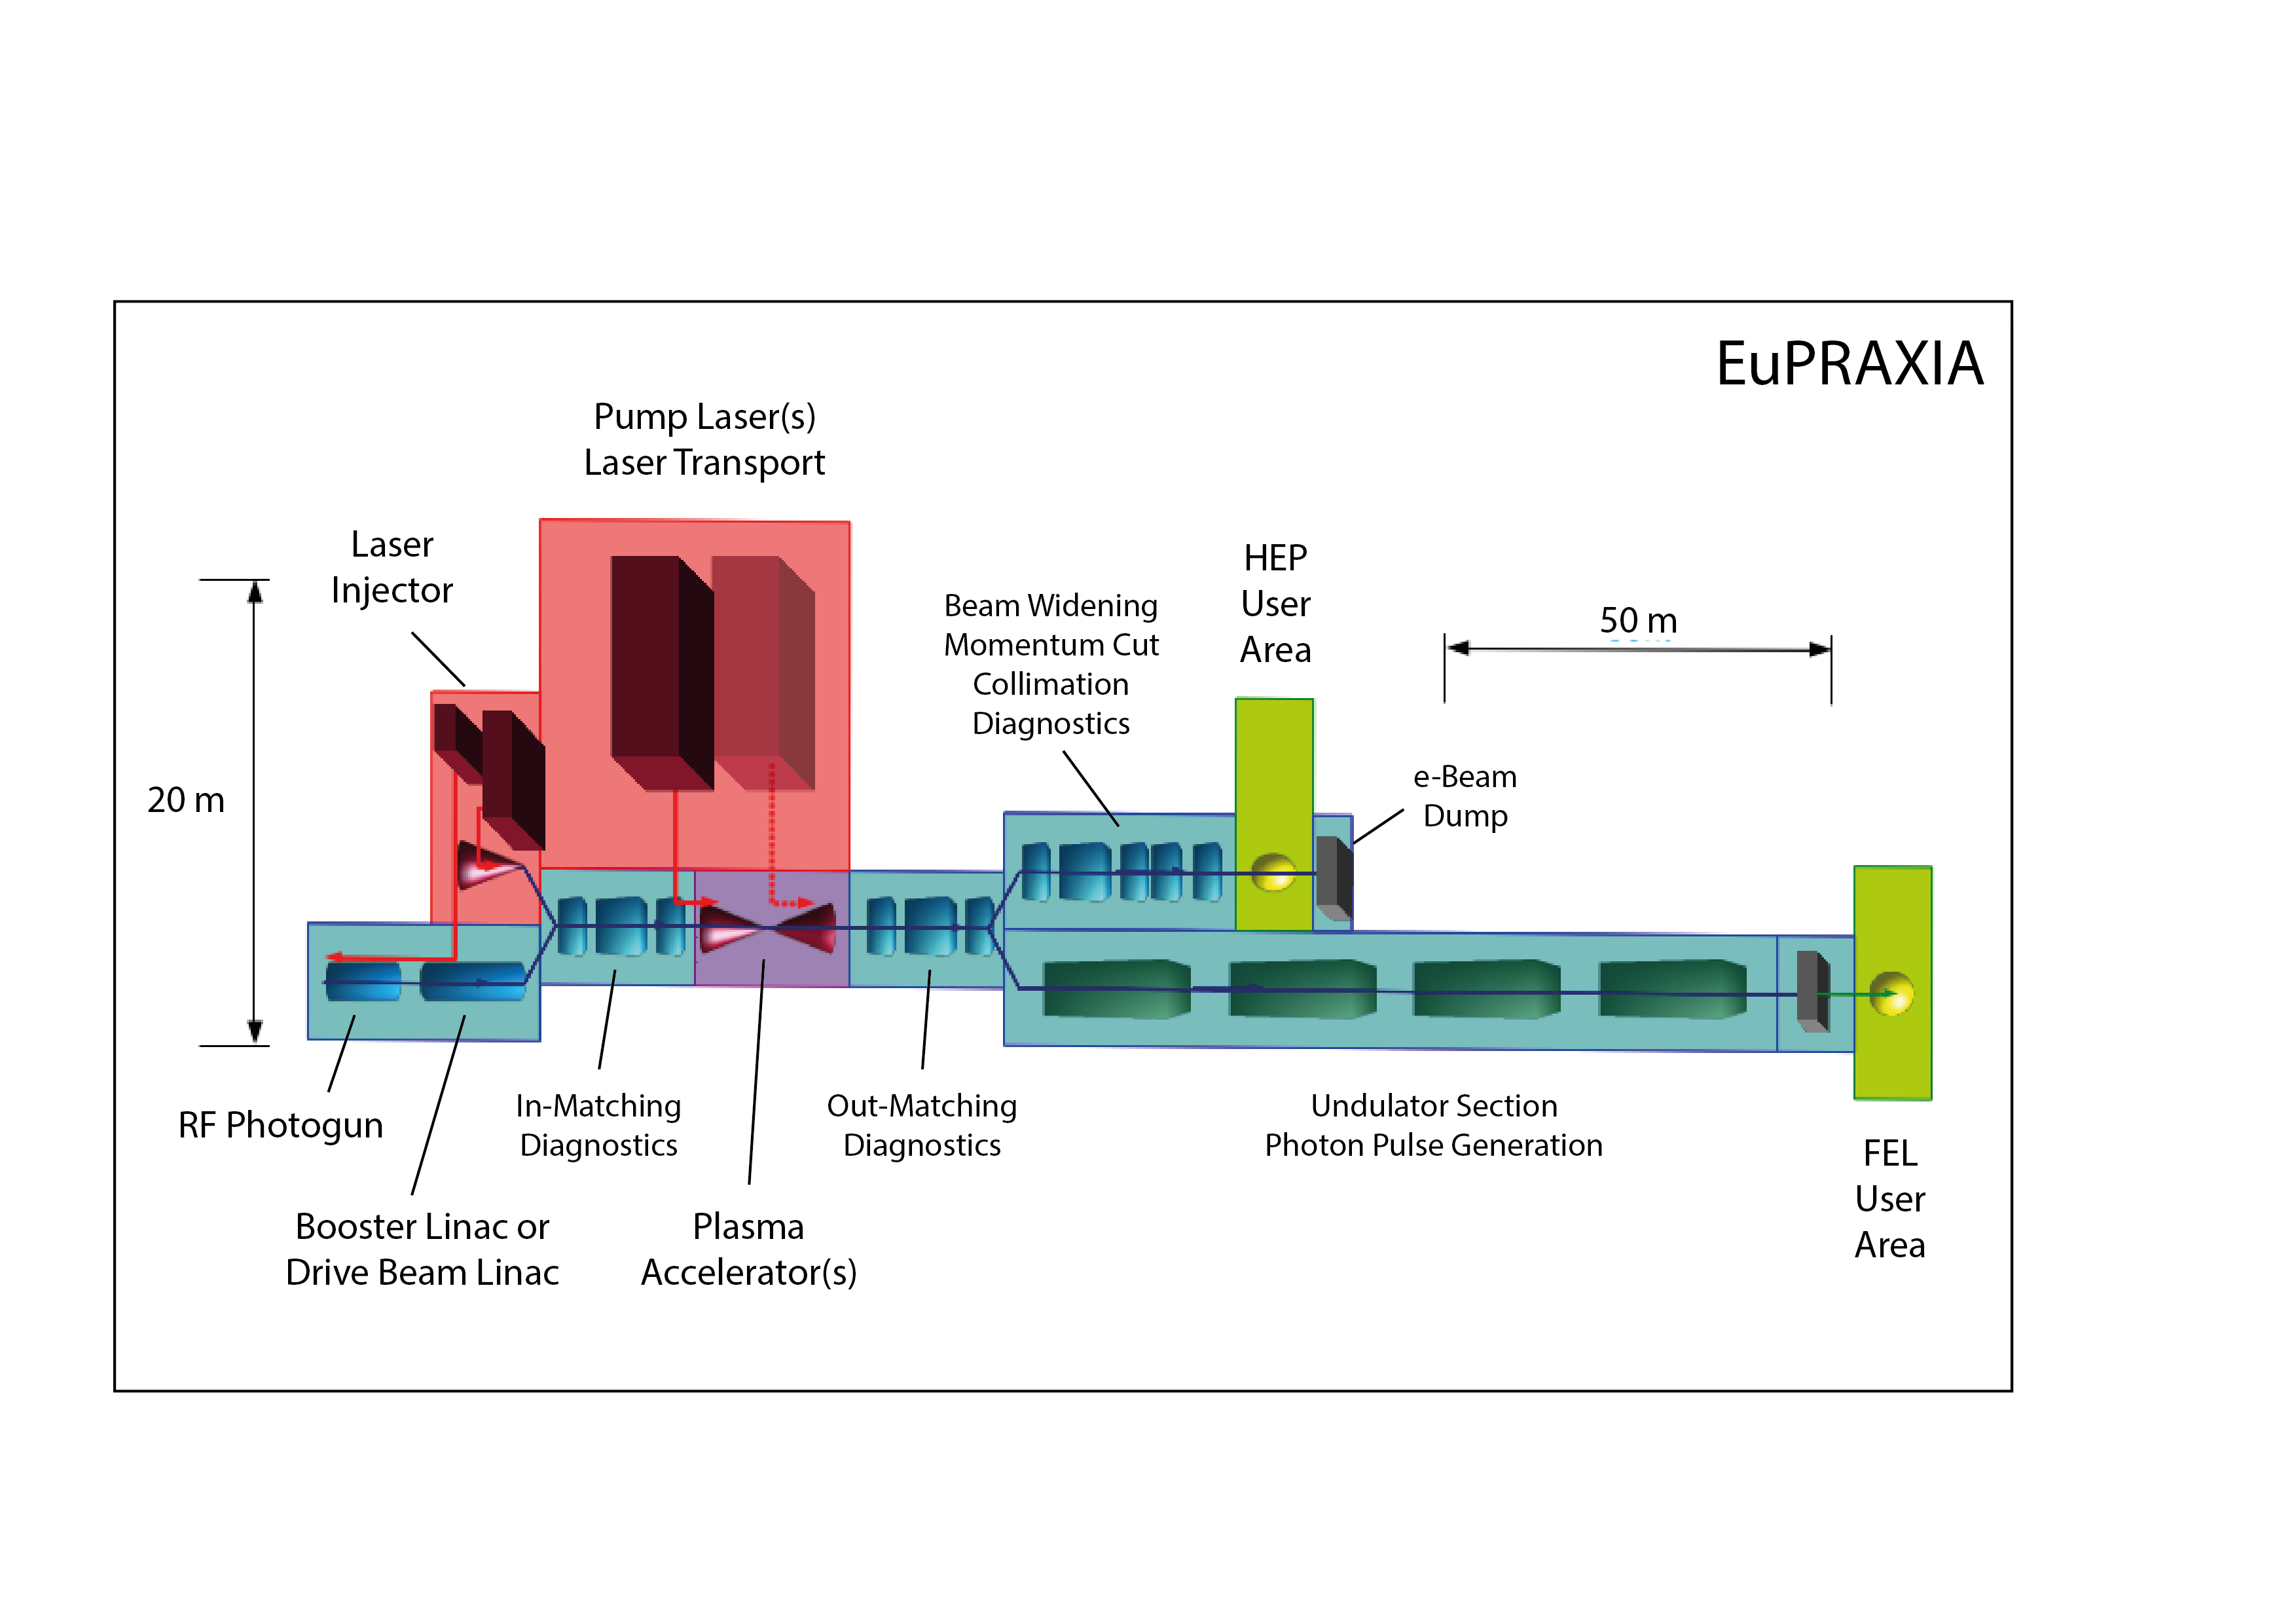 EuPRAXIA
Pump Laser(s)
Laser Transport
Laser
Injector
HEP
User
Area
Beam Widening
Momentum Cut
Collimation
Diagnostics
50 m
20 m
e-Beam
Dump
RF Photogun
In-Matching
Diagnostics
Out-Matching
Diagnostics
Undulator Section
Photon Pulse Generation
FEL
User
Area
Booster Linac or
Drive Beam Linac
Plasma
Accelerator(s)